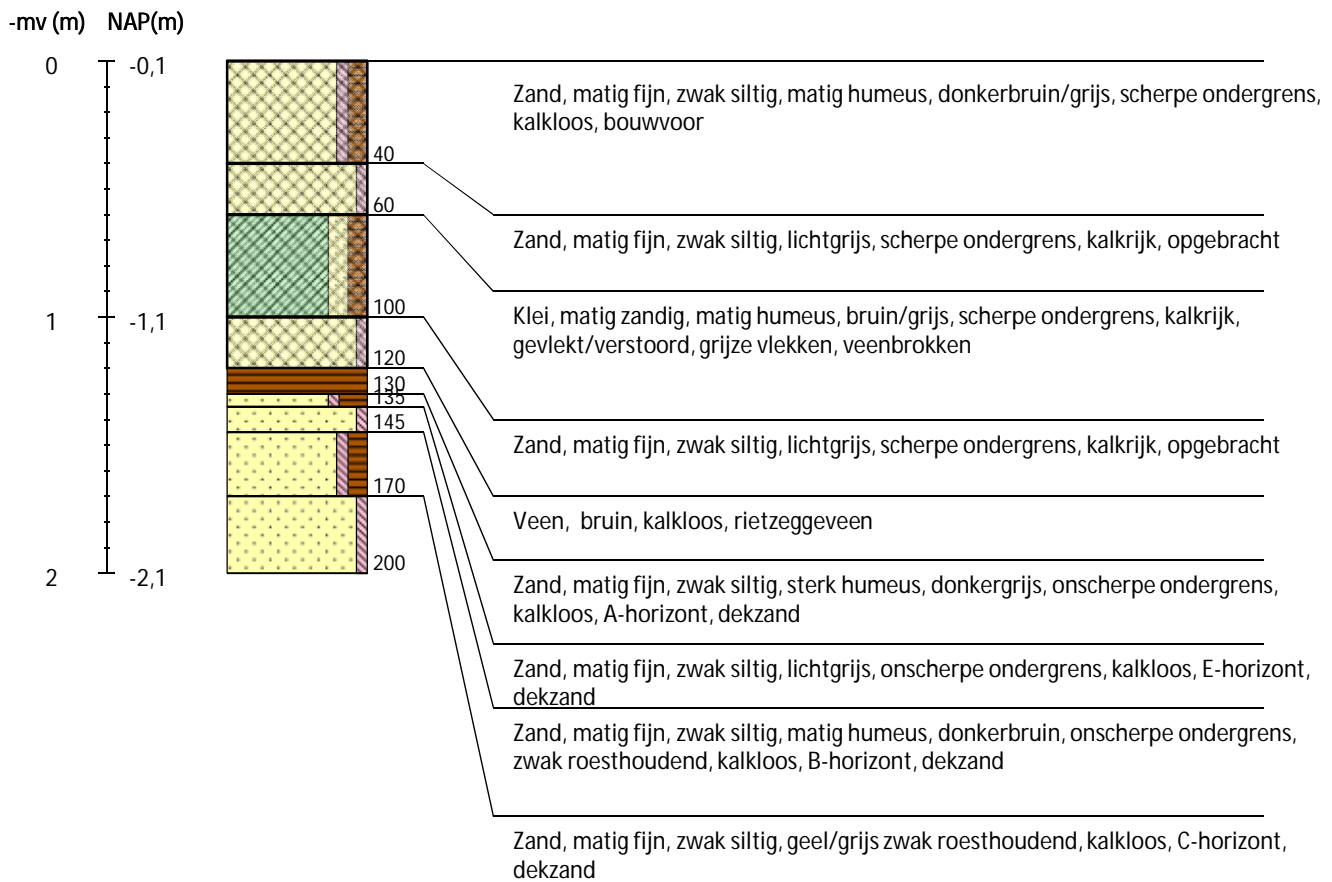 -mv (m) NAP(m)
0 -0,1
Zand, matig fijn, zwak siltig, matig humeus, donkerbruin/grijs, scherpe ondergrens,
kalkloos, bouwvoor
40
60
Zand, matig fijn, zwak siltig, lichtgrijs, scherpe ondergrens, kalkrijk, opgebracht
100
1 -1,1
Klei, matig zandig, matig humeus, bruin/grijs, scherpe ondergrens, kalkrijk,
gevlekt/verstoord, grijze vlekken, veenbrokken
120
130
135
145
Zand, matig fijn, zwak siltig, lichtgrijs, scherpe ondergrens, kalkrijk, opgebracht
170
Veen, bruin, kalkloos, rietzeggeveen
200
2 -2,1
Zand, matig fijn, zwak siltig, sterk humeus, donkergrijs, onscherpe ondergrens,
kalkloos, A-horizont, dekzand
Zand, matig fijn, zwak siltig, lichtgrijs, onscherpe ondergrens, kalkloos, E-horizont,
dekzand
Zand, matig fijn, zwak siltig, matig humeus, donkerbruin, onscherpe ondergrens,
zwak roesthoudend, kalkloos, B-horizont, dekzand
Zand, matig fijn, zwak siltig, geel/grijs zwak roesthoudend, kalkloos, C-horizont,
dekzand